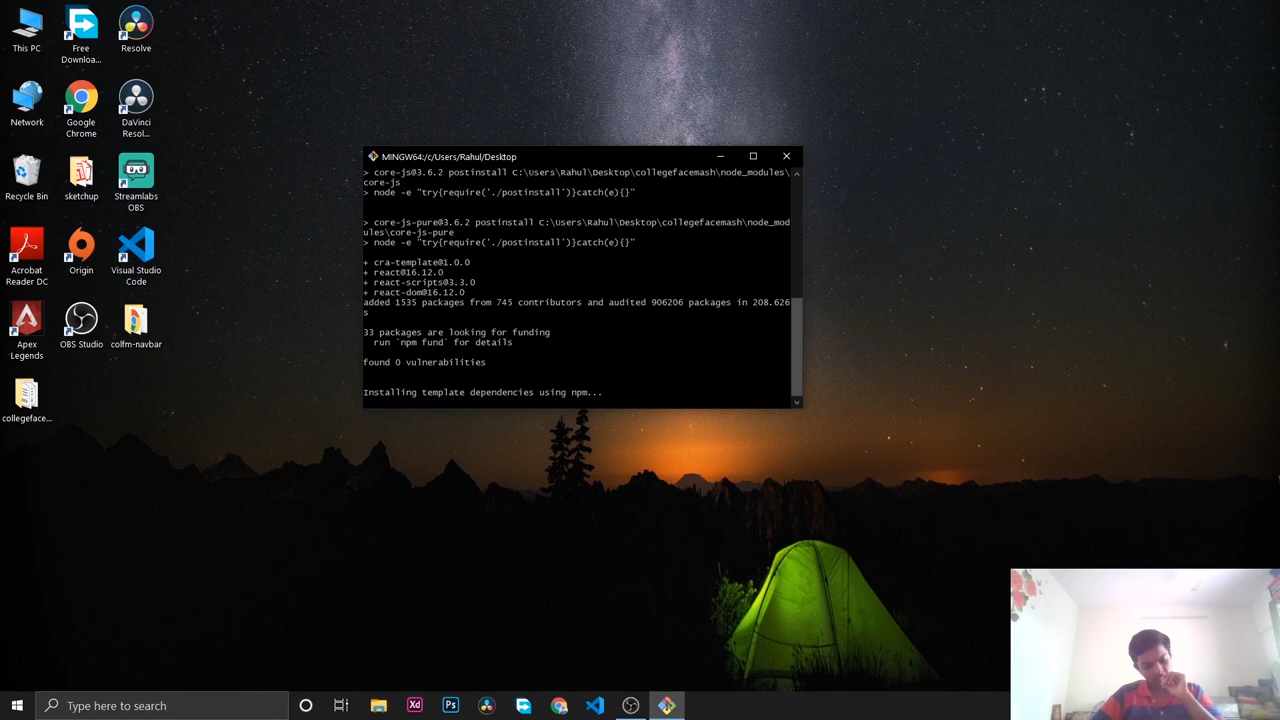 This PC
Free
Downloa...
Resolve
Network
Google
Chrome
DaVinci
Resol...
Recycle Bin
sketchup
Streamlabs
OBS
Acrobat
Reader DC
Origin
Visual Studio
Code
Apex
Legends
OBS Studio
colfm-navbar
collegeface...
MINGW64:/c/Users/Rahul/Desktop
> core-js@3.6.2 postinstall C:\Users\Rahul\Desktop\collegefacemash\node_modules\
core-js
> node -e "try{require('./postinstall')}catch(e){}"
> core-js-pure@3.6.2 postinstall C:\Users\Rahul\Desktop\collegefacemash\node_mod
ules\core-js-pure
> node -e "try{require('./postinstall')}catch(e){}"
+ cra-template@1.0.0
+ react@16.12.0
+ react-scripts@3.3.0
+ react-dom@16.12.0
added 1535 packages from 745 contributors and audited 906206 packages in 208.626
s
33 packages are looking for funding
run `npm fund` for details
found 0 vulnerabilities
Installing template dependencies using npm...
Type here to search
Xd
Ps